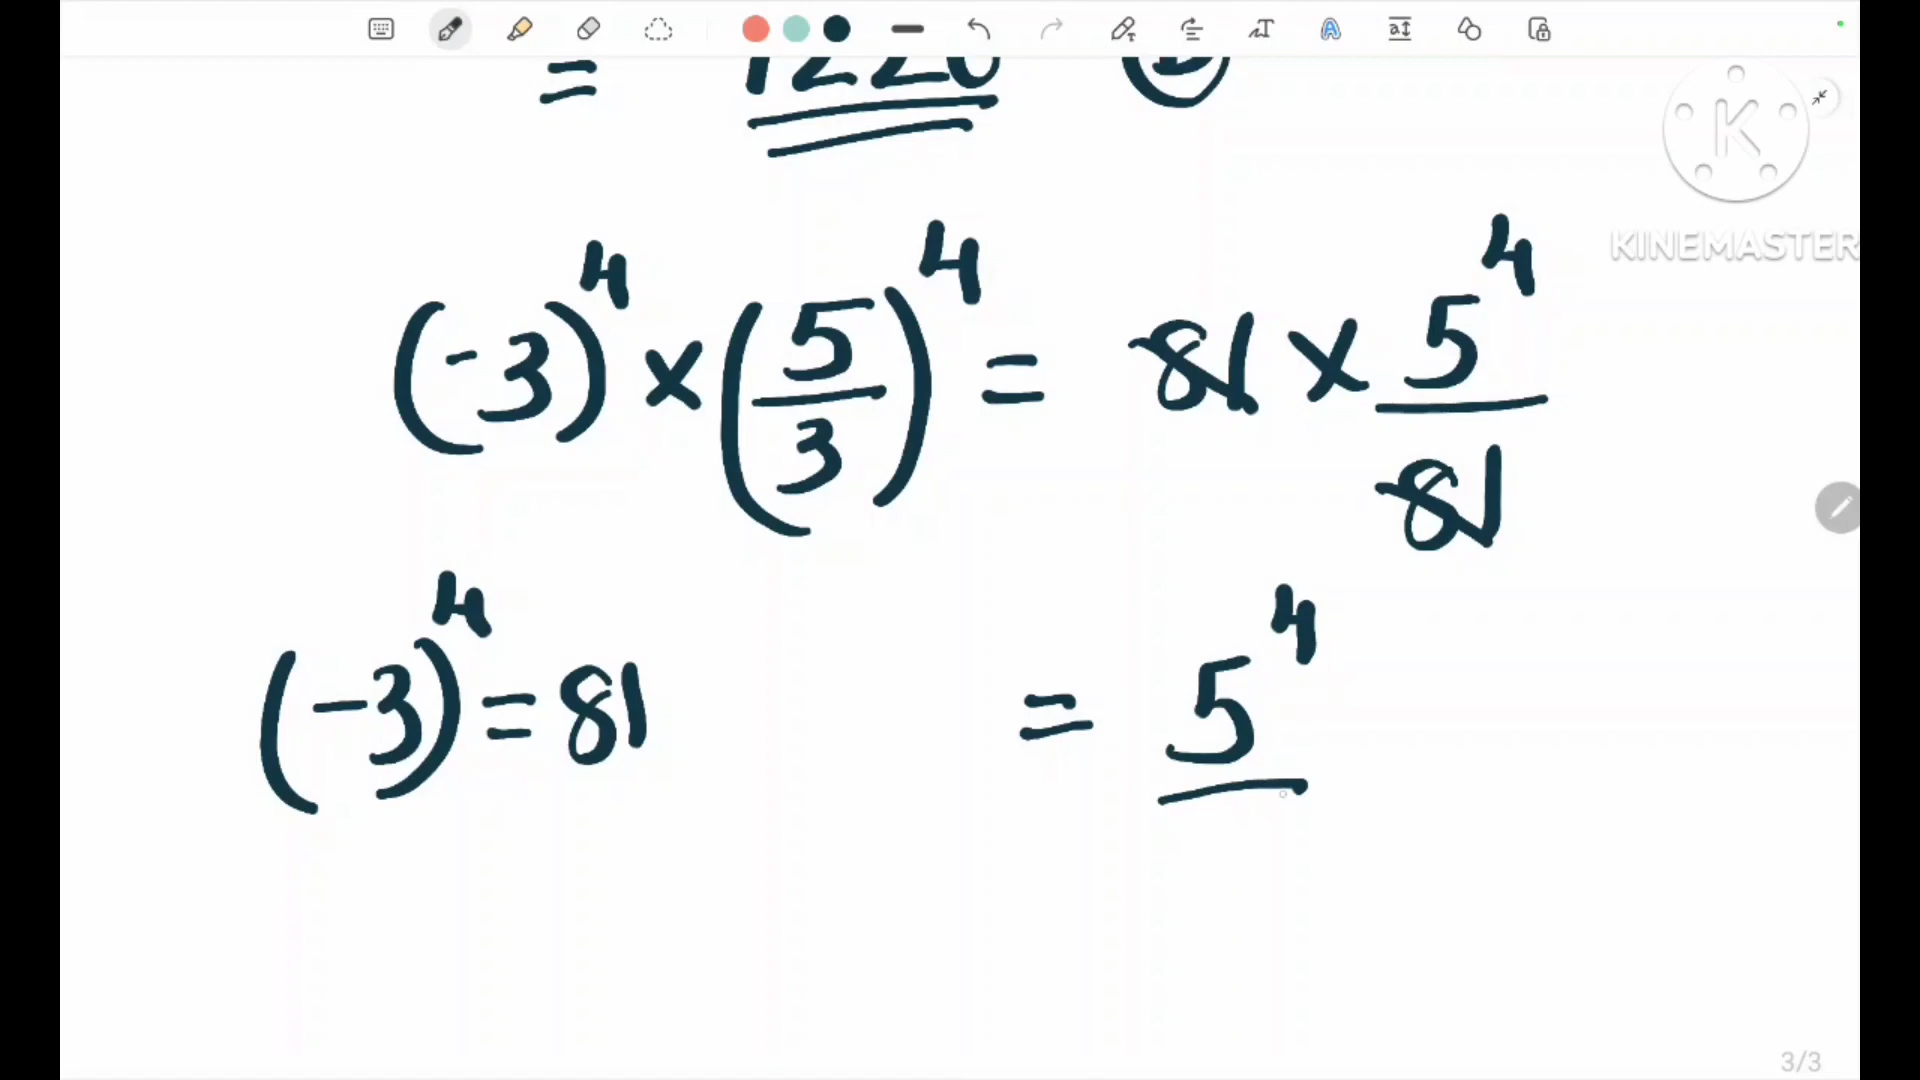 = 1220
K
KINEMASTER
(-3)^4 × (5/3)^4 = 81 × 5^4/81
(-3)^4 = 81
= 5^4
3/3